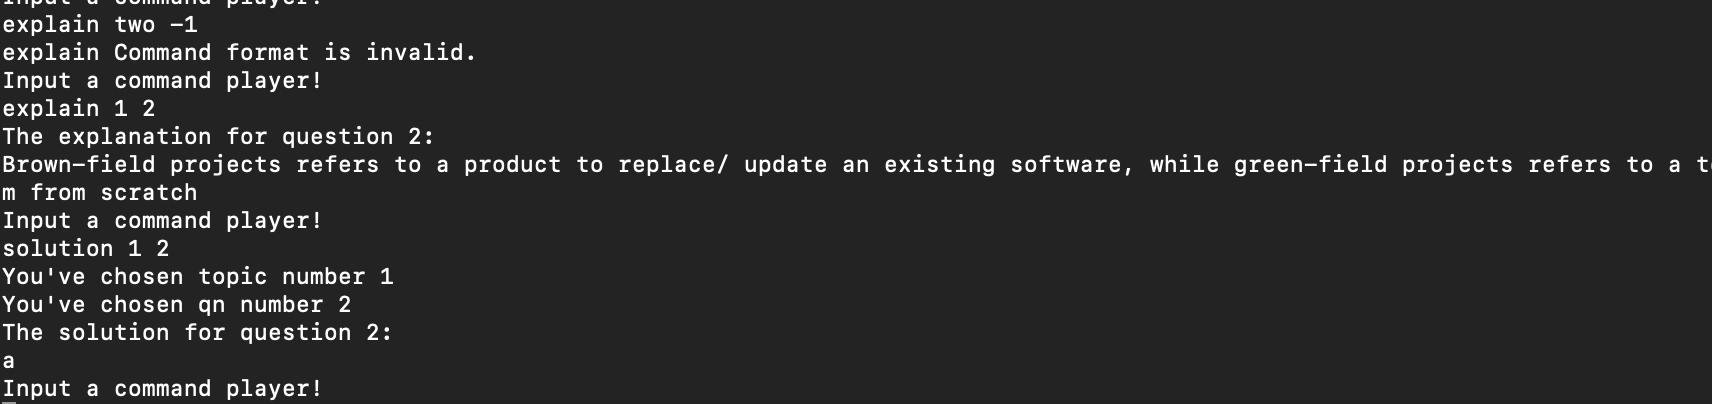 Input a command player!
explain two -1
explain Command format is invalid.
Input a command player!
explain 1 2
The explanation for question 2:
Brown-field projects refers to a product to replace/ update an existing software, while green-field projects refers to a
m from scratch
Input a command player!
solution 1 2
You've chosen topic number 1
You've chosen qn number 2
The solution for question 2:
a
Input a command player!